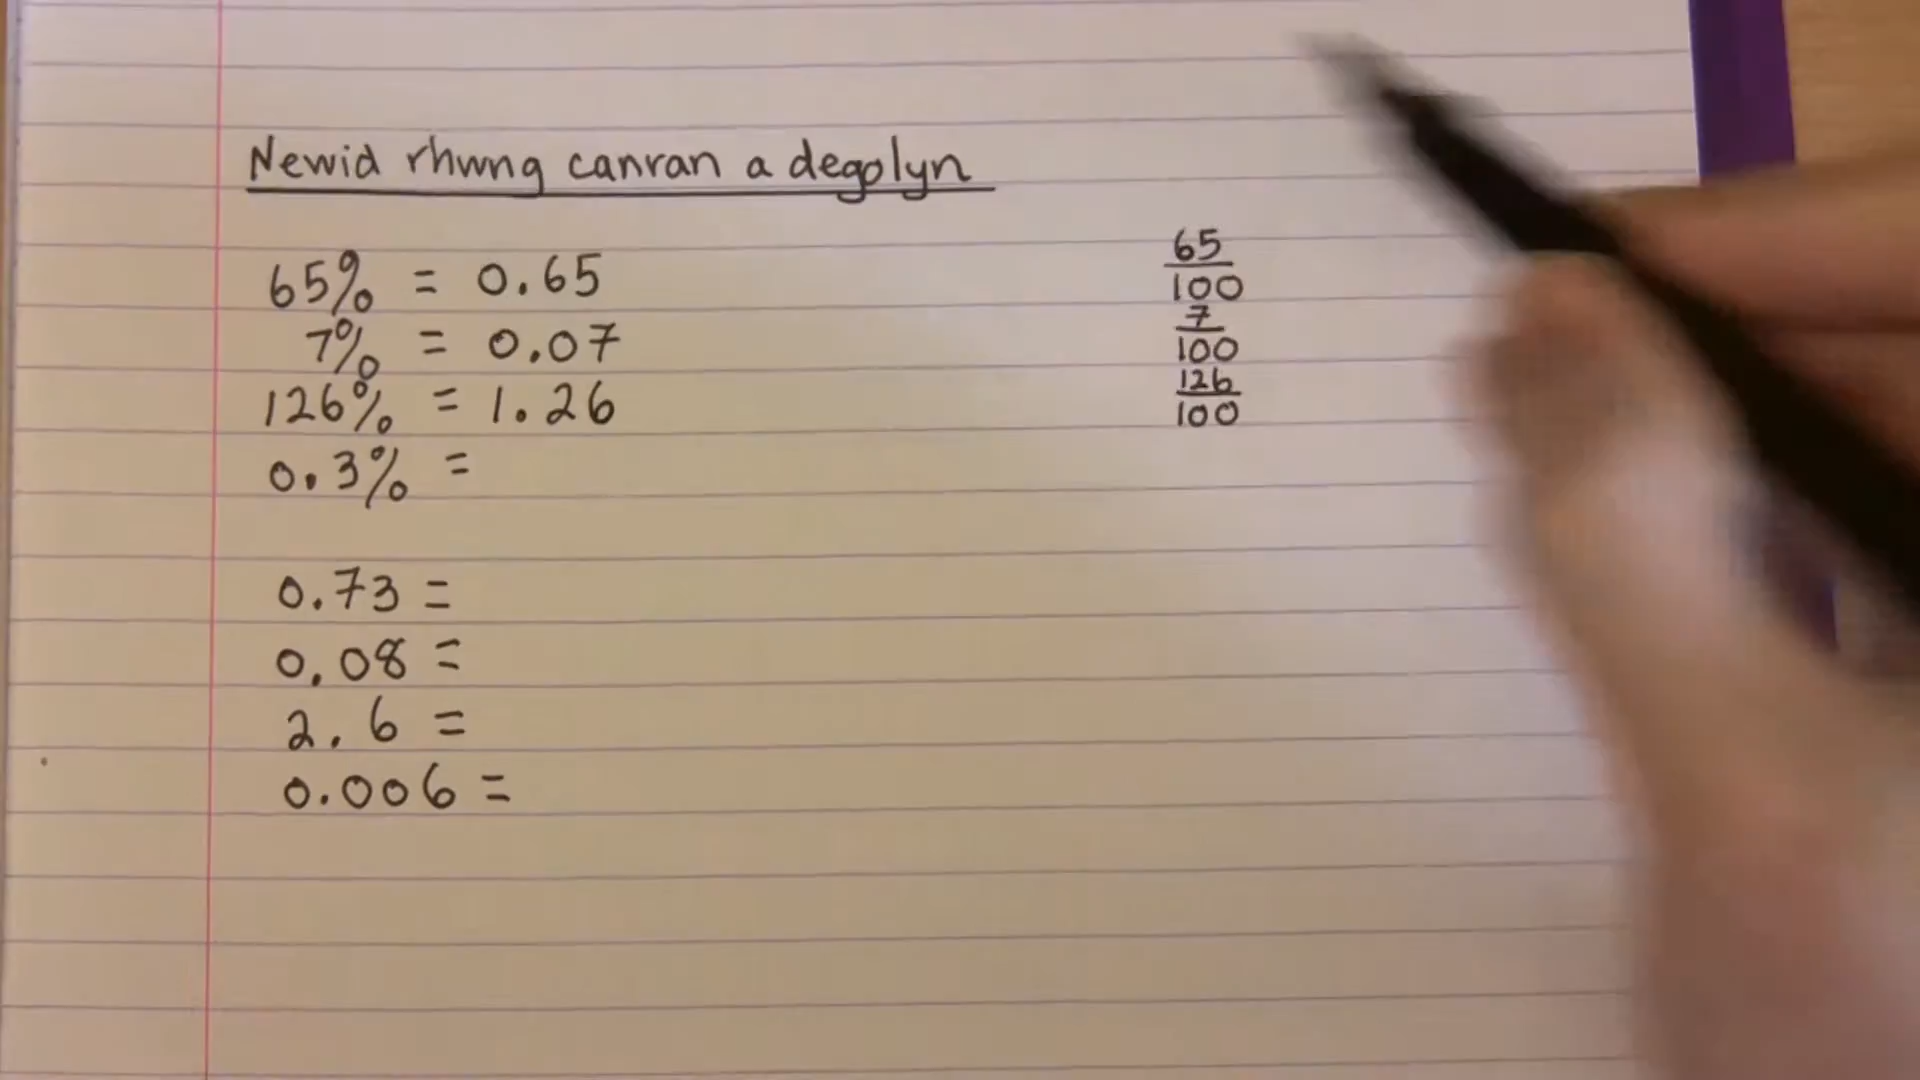 Newid rhwng canran a degolyn
65% = 0.65
65
100
7% = 0.07
7
100
126% = 1.26
126
100
0.3% =
0.73 =
0.08 =
2.6 =
0.006 =